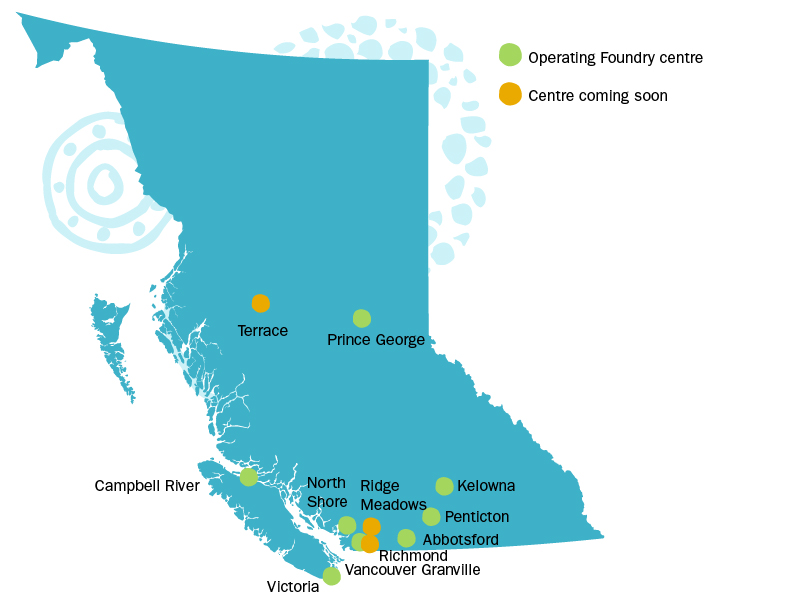 Operating Foundry centre
Centre coming soon
Terrace
Prince George
Campbell River
North
Shore
Ridge
Meadows
Kelowna
Penticton
Abbotsford
Richmond
Vancouver Granville
Victoria